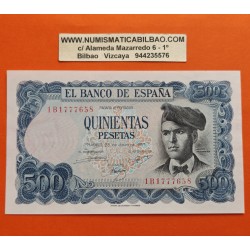 WWW.NUMISMATICABILBAO.COM
c/ Alameda Mazarredo 6 - 1º
Bilbao Vizcaya 944235576
EL BANCO DE ESPAÑA
500
1B1777658
QUINIENTAS
PESETAS
1B1777658
500
500